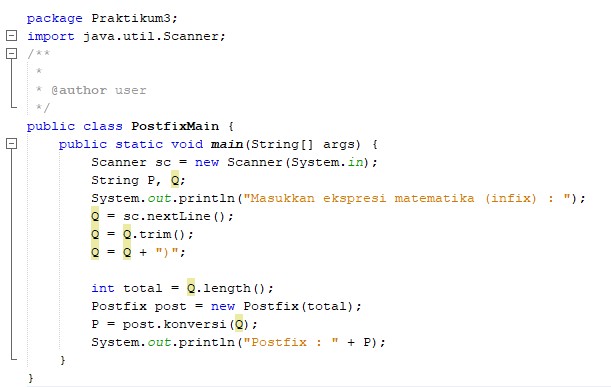 package Praktikum3;
import java.util.Scanner;
/**
 *
 * @author user
 */
public class PostfixMain {
    public static void main(String[] args) {
        Scanner sc = new Scanner(System.in);
        String P, Q;
        System.out.println("Masukkan ekspresi matematika (infix) : ");
        Q = sc.nextLine();
        Q = Q.trim();
        Q = Q + ")";

        int total = Q.length();
        Postfix post = new Postfix(total);
        P = post.konversi(Q);
        System.out.println("Postfix : " + P);
    }
}